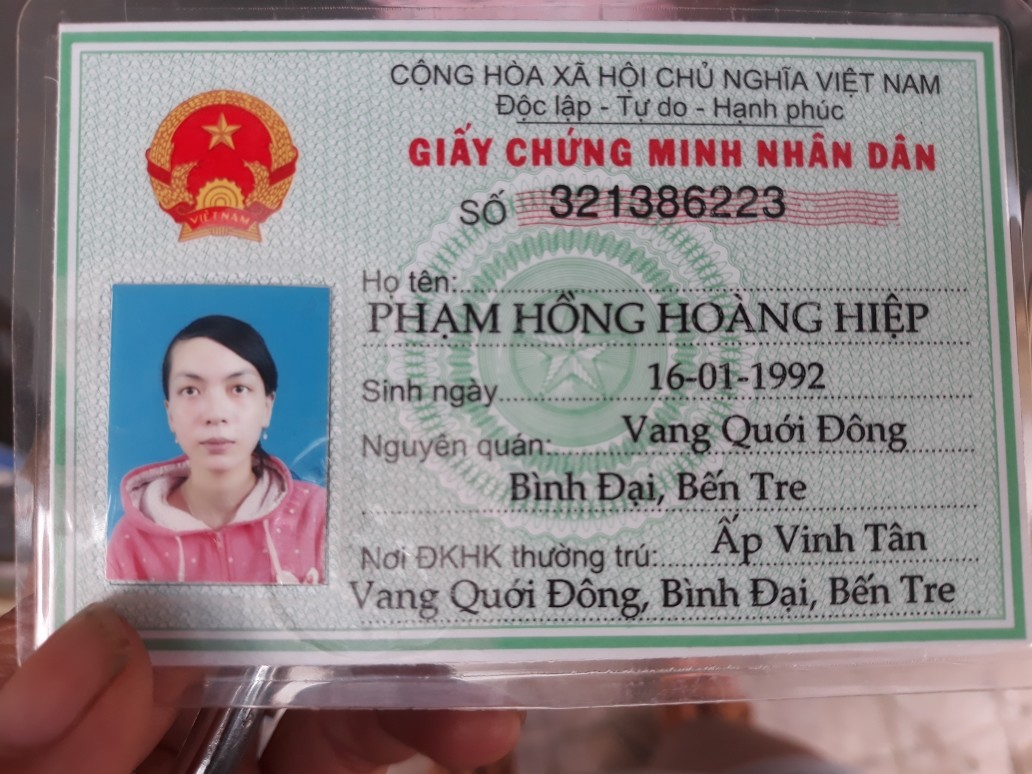 CỘNG HÒA XÃ HỘI CHỦ NGHĨA VIỆT NAM
Độc lập - Tự do - Hạnh phúc
GIẤY CHỨNG MINH NHÂN DÂN
SỐ 321386223
VIỆT NAM
Họ tên:
PHẠM HỒNG HOÀNG HIỆP
Sinh ngày 16-01-1992
Nguyên quán: Vang Quới Đông
Bình Đại, Bến Tre
Nơi ĐKHK thường trú: Ấp Vinh Tân
Vang Quới Đông, Bình Đại, Bến Tre